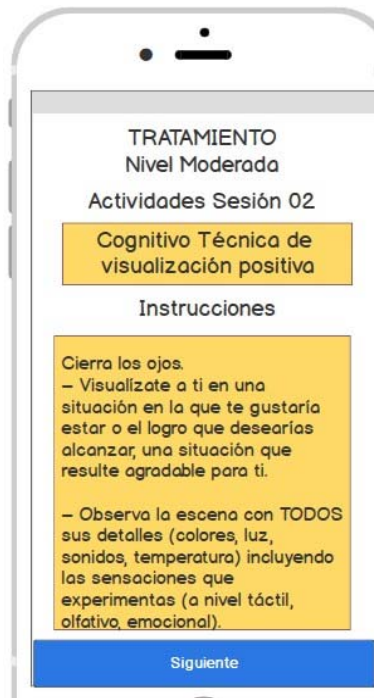 TRATAMIENTO
Nivel Moderada
Actividades Sesión 02
Cognitivo Técnica de
visualización positiva
Instrucciones
Cierra los ojos.
– Visualízate a ti en una
situación en la que te gustaría
estar o el logro que desearías
alcanzar, una situación que
resulte agradable para ti.
– Observa la escena con TODOS
sus detalles (colores, luz,
sonidos, temperatura) incluyendo
las sensaciones que
experimentas (a nivel táctil,
olfativo, emocional).
Siguiente